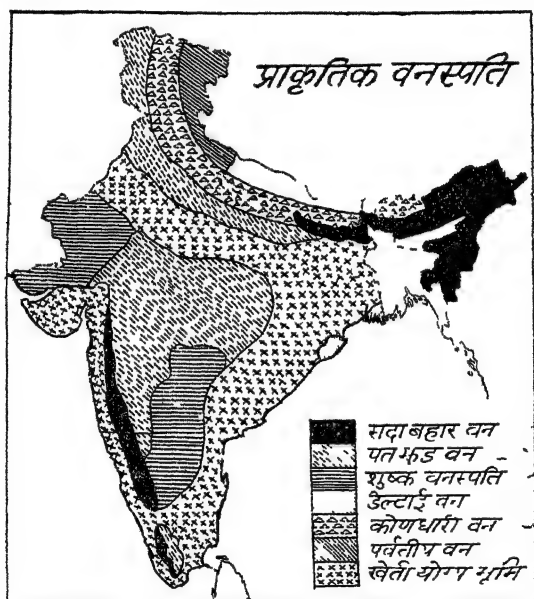 प्राकृतिक वनस्पति
सदाबहार वन
पतझड वन
शुष्क वनस्पति
डेल्टाई वन
कोणधारी वन
पर्वतीय वन
खेती योग्य भूमि